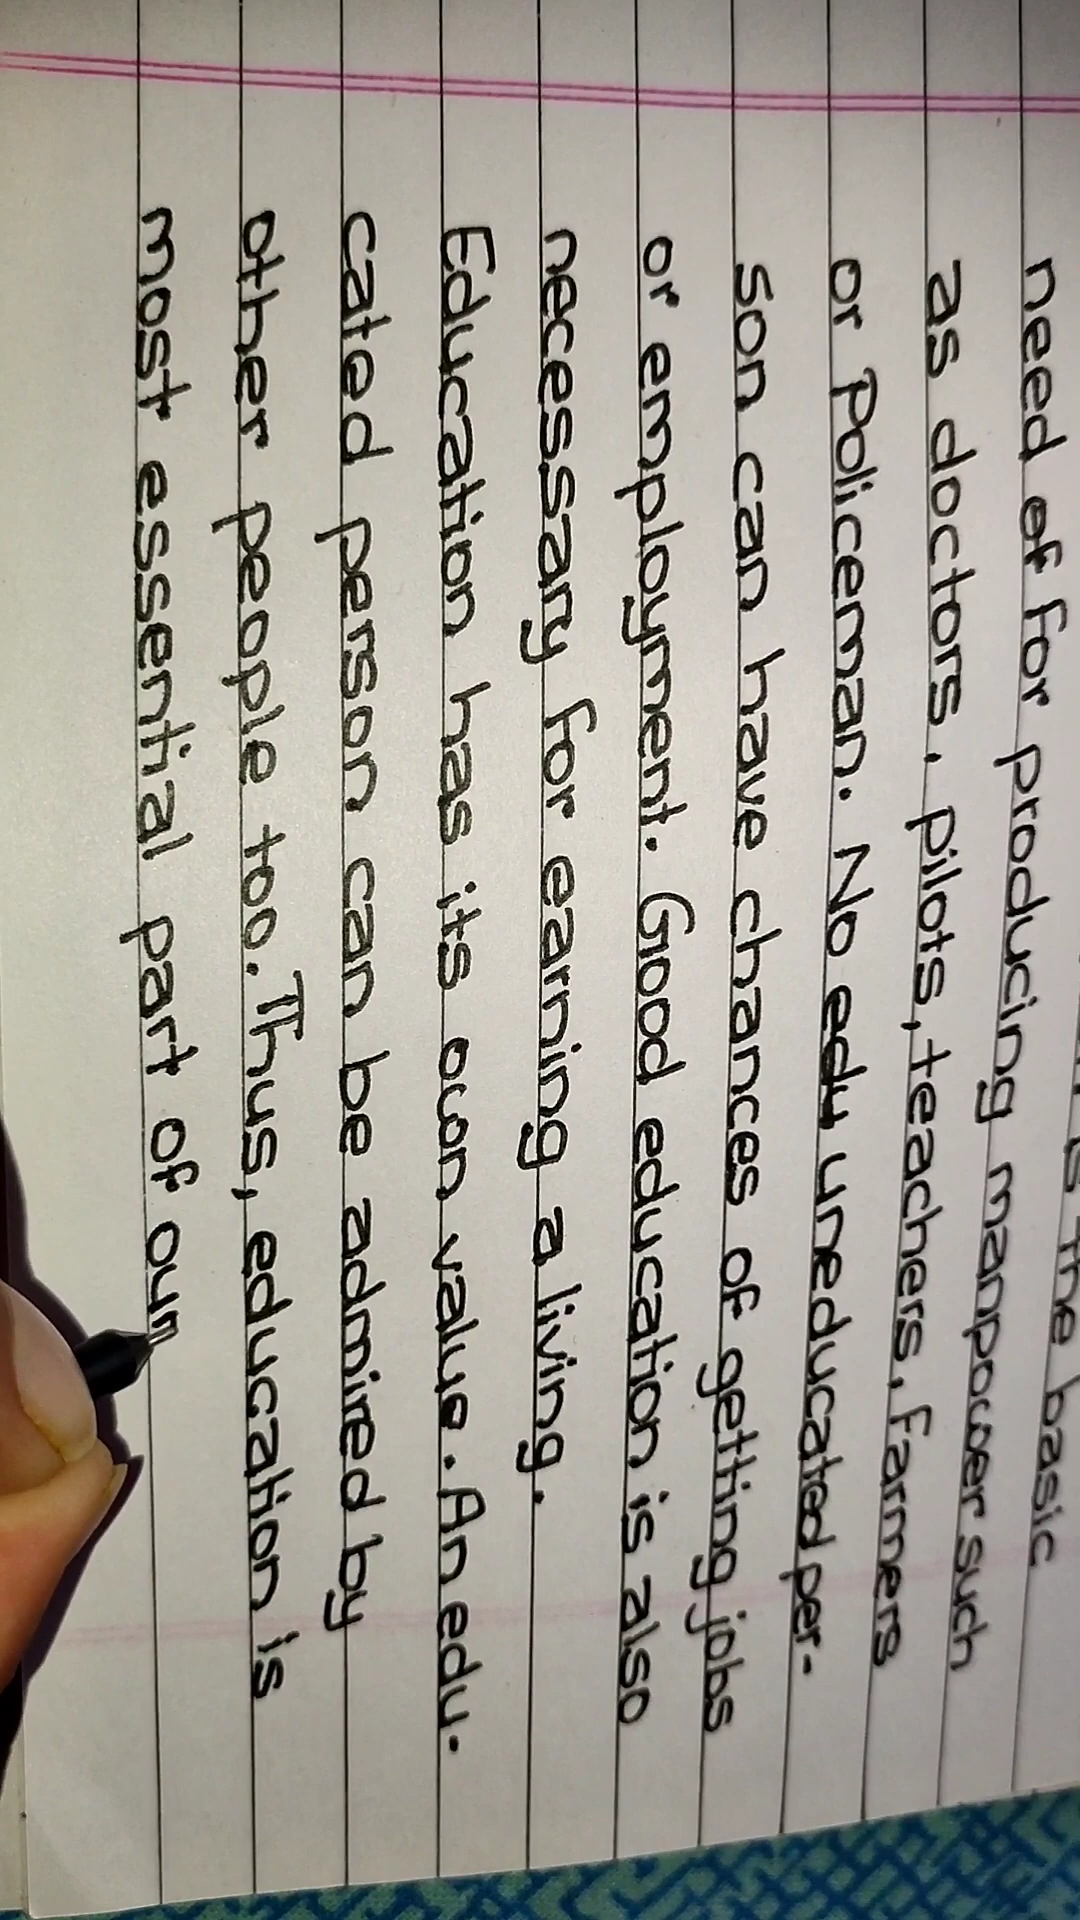 is the basic
need of for producing manpower such
as doctors, pilots, teachers, farmers
or Policeman. No edu uneducated per-
son can have chances of getting jobs
or employment. Good education is also
necessary for earning a living.
Education has its own value. An edu-
cated person can be admired by
other people too. Thus, education is
most essential part of our